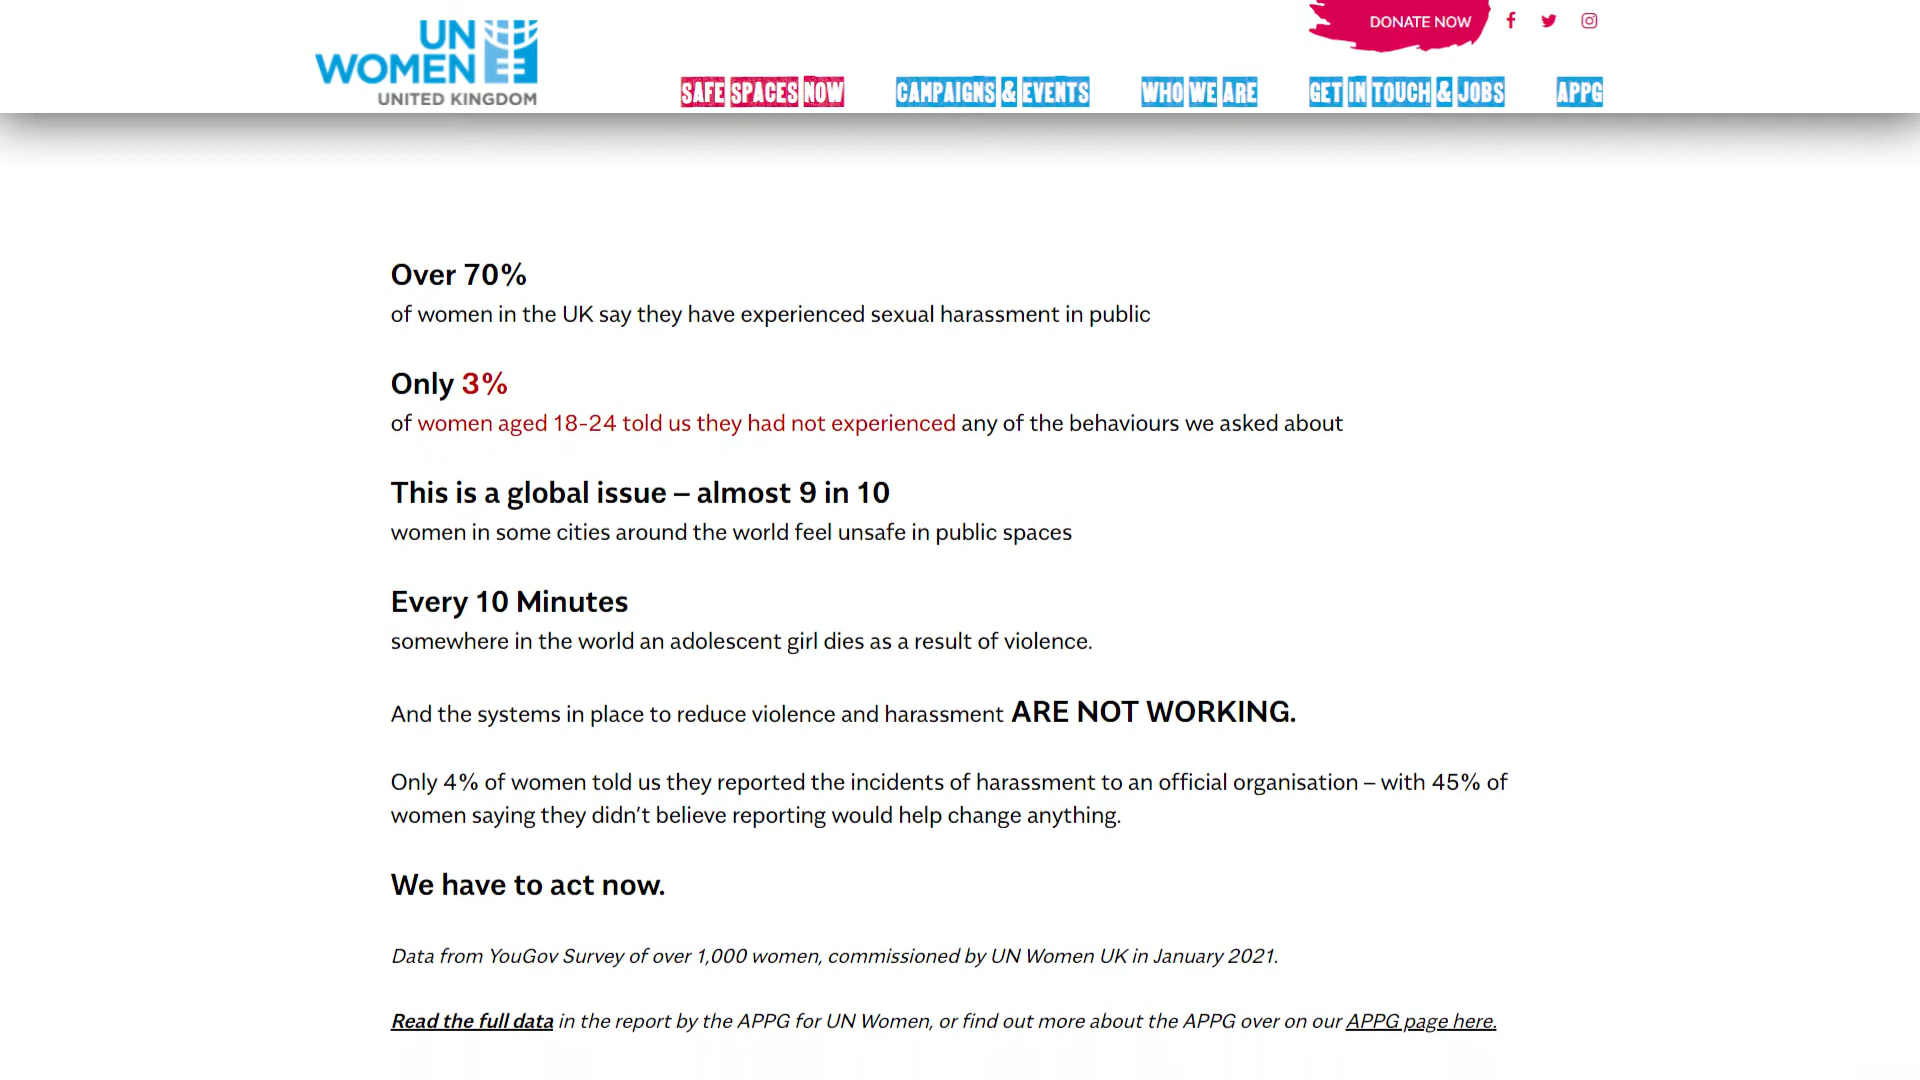 DONATE NOW
UN
WOMEN
UNITED KINGDOM
SAFE SPACES NOW
CAMPAIGNS & EVENTS
WHO WE ARE
GET IN TOUCH & JOBS
APPG
Over 70%
of women in the UK say they have experienced sexual harassment in public
Only 3%
of women aged 18-24 told us they had not experienced any of the behaviours we asked about
This is a global issue – almost 9 in 10
women in some cities around the world feel unsafe in public spaces
Every 10 Minutes
somewhere in the world an adolescent girl dies as a result of violence.
And the systems in place to reduce violence and harassment ARE NOT WORKING.
Only 4% of women told us they reported the incidents of harassment to an official organisation – with 45% of
women saying they didn’t believe reporting would help change anything.
We have to act now.
Data from YouGov Survey of over 1,000 women, commissioned by UN Women UK in January 2021.
Read the full data in the report by the APPG for UN Women, or find out more about the APPG over on our APPG page here.